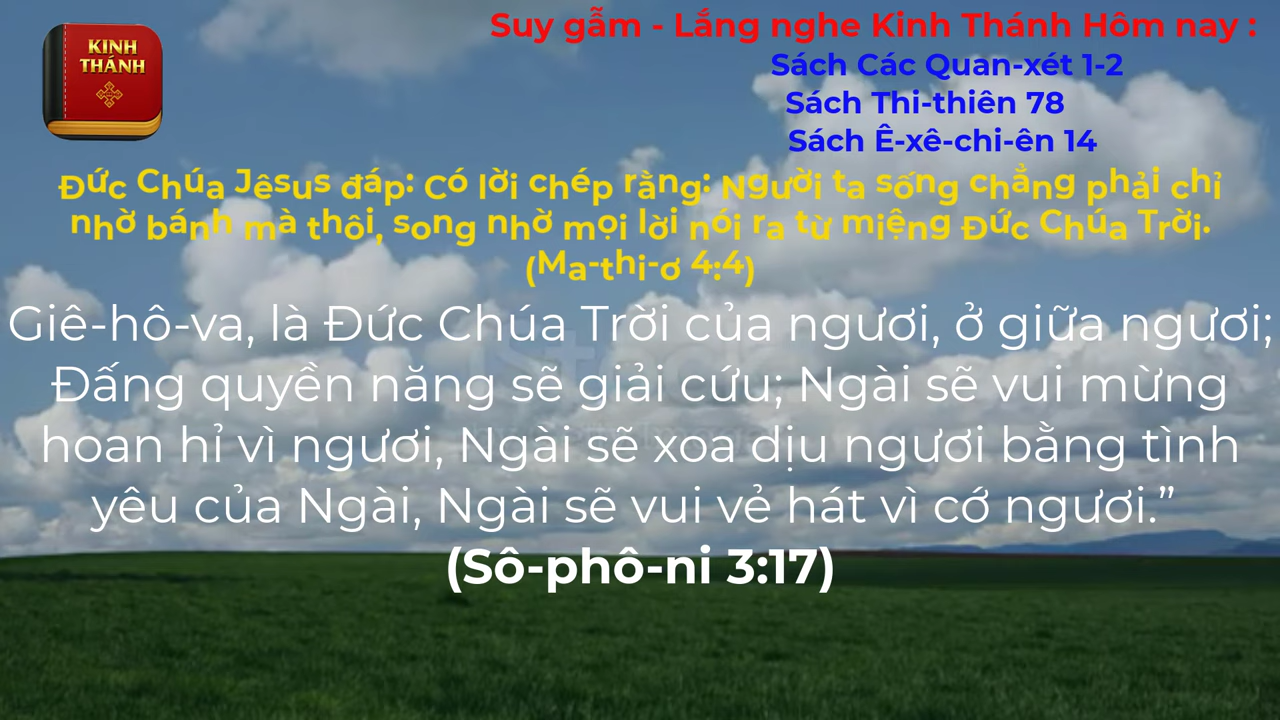 KINH
THÁNH
Suy gẫm - Lắng nghe Kinh Thánh Hôm nay :
Sách Các Quan-xét 1-2
Sách Thi-thiên 78
Sách Ê-xê-chi-ên 14
Đức Chúa Jêsus đáp: Có lời chép rằng: Người ta sống chẳng phải chỉ
nhờ bánh mà thôi, song nhờ mọi lời nói ra từ miệng Đức Chúa Trời.
(Ma-thi-ơ 4:4)
Giê-hô-va, là Đức Chúa Trời của ngươi, ở giữa ngươi;
Đấng quyền năng sẽ giải cứu; Ngài sẽ vui mừng
hoan hỉ vì ngươi, Ngài sẽ xoa dịu ngươi bằng tình
yêu của Ngài, Ngài sẽ vui vẻ hát vì cớ ngươi.”
(Sô-phô-ni 3:17)